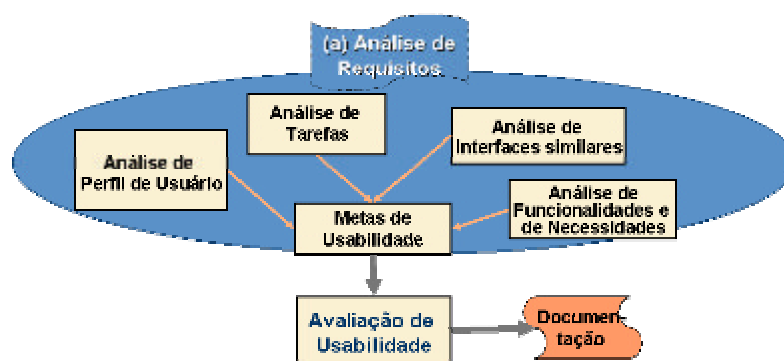 (a) Análise de
Requisitos
Análise de
Tarefas
Análise de
Interfaces similares
Análise de
Perfil de Usuário
Análise de
Funcionalidades e
de Necessidades
Metas de
Usabilidade
Avaliação de
Usabilidade
Documen-
tação